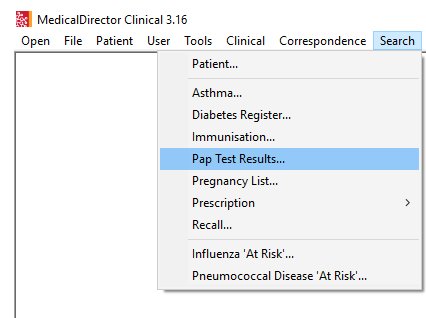 MedicalDirector Clinical 3.16
Open File Patient User Tools Clinical Correspondence Search
Patient...
Asthma...
Diabetes Register...
Immunisation...
Pap Test Results...
Pregnancy List...
Prescription
Recall...
Influenza 'At Risk'...
Pneumococcal Disease 'At Risk'...